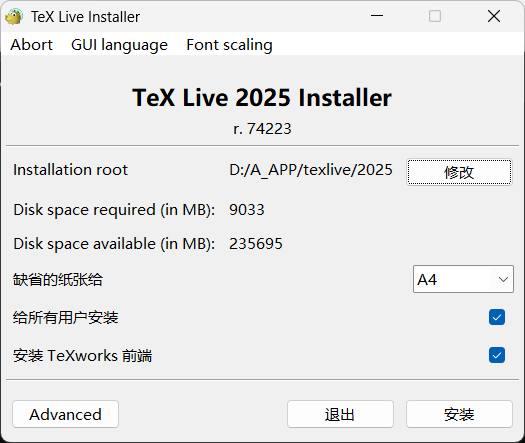 TeX Live Installer
Abort GUI language Font scaling
TeX Live 2025 Installer
r. 74223
Installation root D:/A_APP/texlive/2025 修改
Disk space required (in MB): 9033
Disk space available (in MB): 235695
缺省的纸张给 A4
给所有用户安装
安装 TeXworks 前端
Advanced 退出 安装